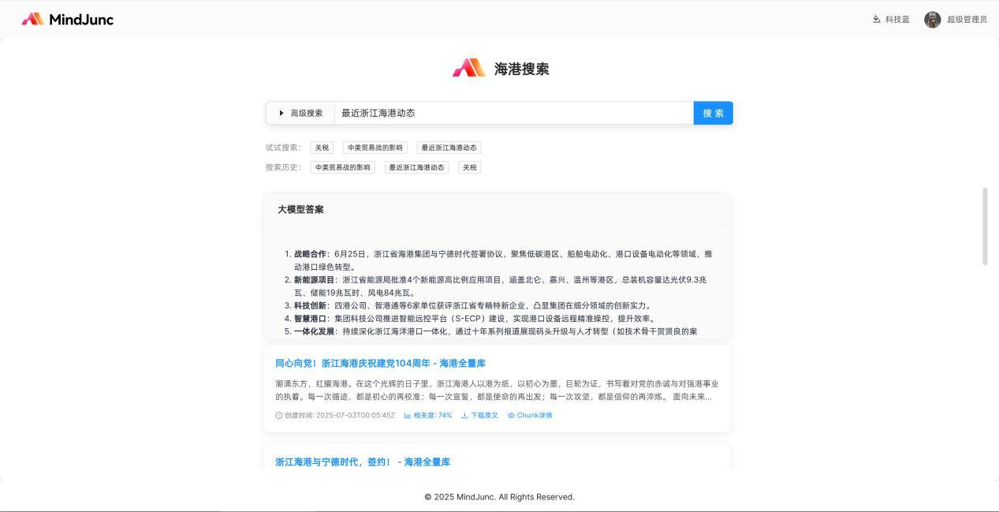 MindJunc
科技蓝
超级管理员
海港搜索
高级搜索
最近浙江海港动态
搜 索
试试搜索：
关税
中美贸易战的影响
最近浙江海港动态
搜索历史：
中美贸易战的影响
最近浙江海港动态
关税
大模型答案
1. 战略合作：6月25日，浙江省海港集团与宁德时代签署协议，聚焦低碳港区、船舶电动化、港口设备电动化等领域，推
动港口绿色转型。
2. 新能源项目：浙江省能源局批准4个新能源高比例应用项目，涵盖北仑、嘉兴、温州等港区，总装机容量达光伏9.3兆
瓦、储能19兆瓦时、风电84兆瓦。
3. 科技创新：四港公司、智港通等6家单位获评浙江省专精特新企业，凸显集团在细分领域的创新实力。
4. 智慧港口：集团科技公司推进智能远控平台（S-ECP）建设，实现港口设备远程精准操控，提升效率。
5. 一体化发展：持续深化浙江海洋港口一体化，通过十年系列报道展现码头升级与人才转型（如技术骨干贺贤良的案
同心向党！浙江海港庆祝建党104周年 - 海港全量库
潮涌东方，红耀海港。在这个光辉的日子里，浙江海港人以港为纸、以初心为墨，巨轮为证，书写着对党的赤诚与对强港事业
的执着。每一次循迹，都是初心的再校准；每一次宣誓，都是使命的再出发；每一次攻坚，都是信仰的再淬炼。 面向未来...
创建时间: 2025-07-03T00:05:45Z
相关度: 74%
下载原文
Chunk详情
浙江海港与宁德时代，签约！ - 海港全量库
© 2025 MindJunc. All Rights Reserved.